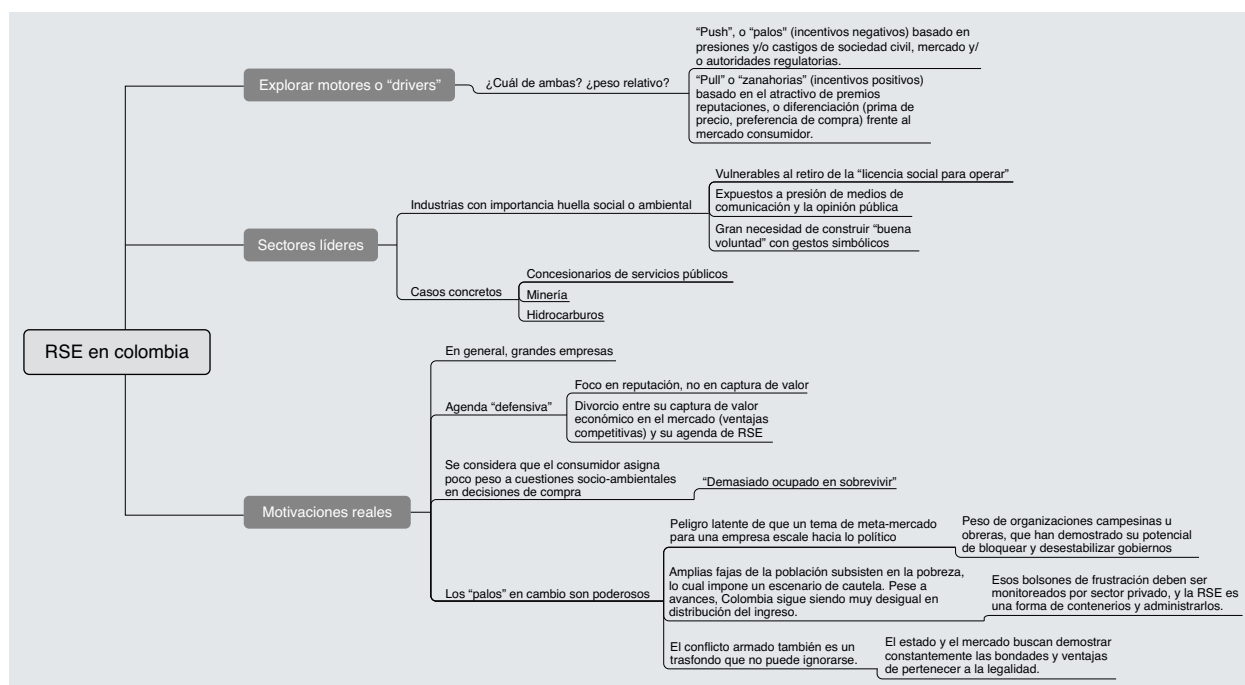 RSE en colombia
Explorar motores o “drivers”
¿Cuál de ambas? ¿peso relativo?
“Push”, o “palos" (incentivos negativos) basado en
presiones y/o castigos de sociedad civil, mercado y/
o autoridades regulatorias.
“Pull” o “zanahorias” (incentivos positivos)
basado en el atractivo de premios
reputaciones, o diferenciación (prima de
precio, preferencia de compra) frente al
mercado consumidor.
Sectores líderes
Industrias con importancia huella social o ambiental
Vulnerables al retiro de la “licencia social para operar”
Expuestos a presión de medios de
comunicación y la opinión pública
Gran necesidad de construir “buena
voluntad” con gestos simbólicos
Casos concretos
Concesionarios de servicios públicos
Minería
Hidrocarburos
Motivaciones reales
En general, grandes empresas
Agenda “defensiva”
Foco en reputación, no en captura de valor
Divorcio entre su captura de valor
económico en el mercado (ventajas
competitivas) y su agenda de RSE
Se considera que el consumidor asigna
poco peso a cuestiones socio-ambientales
en decisiones de compra
“Demasiado ocupado en sobrevivir”
Los “palos” en cambio son poderosos
Peligro latente de que un tema de meta-mercado
para una empresa escale hacia lo político
Peso de organizaciones campesinas u
obreras, que han demostrado su potencial
de bloquear y desestabilizar gobiernos
Amplias fajas de la población subsisten en la pobreza,
lo cual impone un escenario de cautela. Pese a
avances, Colombia sigue siendo muy desigual en
distribución del ingreso.
Esos bolsones de frustración deben ser
monitoreados por sector privado, y la RSE es
una forma de contenerios y administrarlos.
El conflicto armado también es un
trasfondo que no puede ignorarse.
El estado y el mercado buscan demostrar
constantemente las bondades y ventajas
de pertenecer a la legalidad.